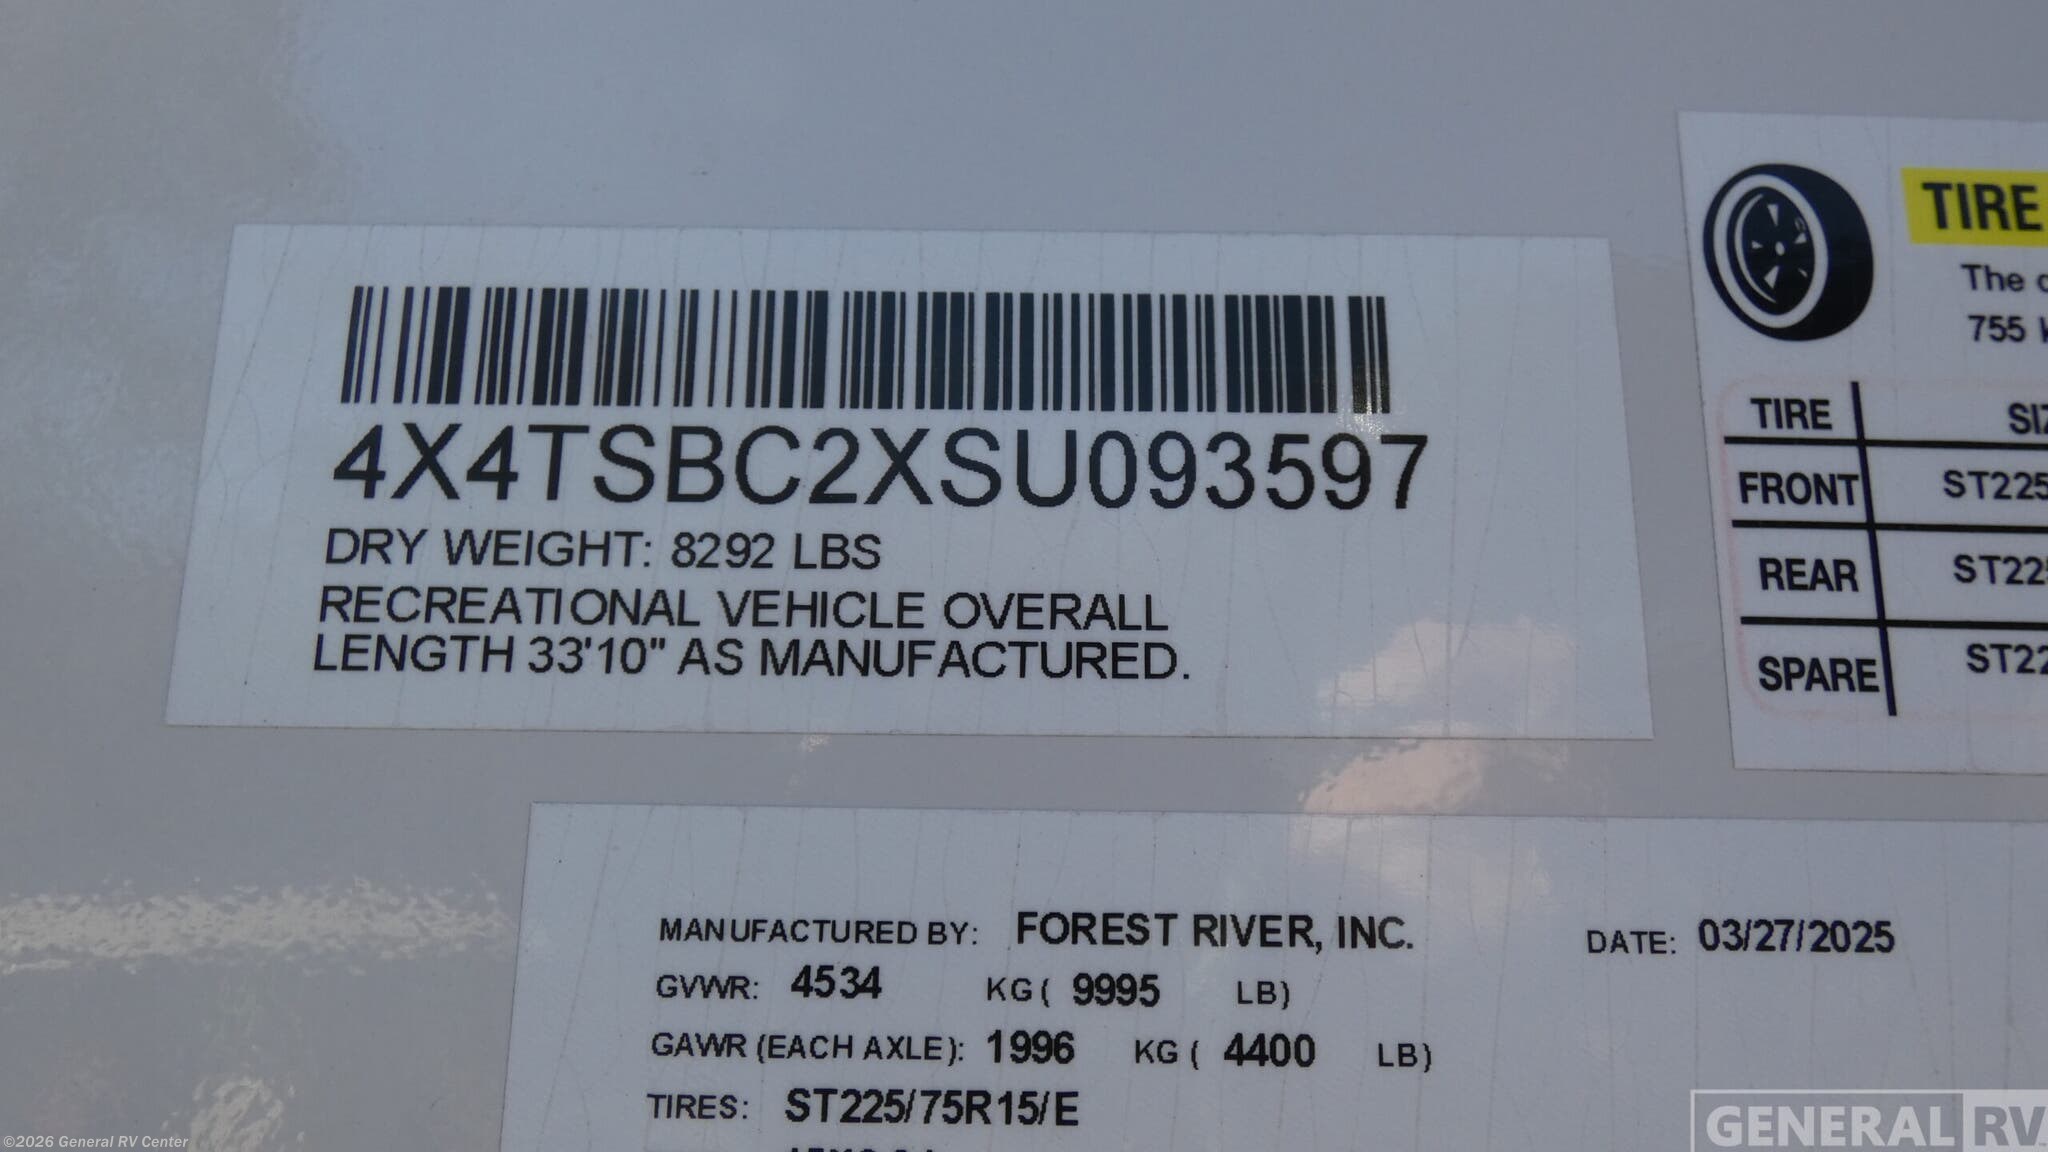 4X4TSBC2XSU093597
DRY WEIGHT: 8292 LBS
RECREATIONAL VEHICLE OVERALL
LENGTH 33'10" AS MANUFACTURED.
TIRE
The
755
TIRE
FRONT ST225
REAR ST225
SPARE ST22
MANUFACTURED BY: FOREST RIVER, INC. DATE: 03/27/2025
GVWR: 4534 KG ( 9995 LB)
GAWR (EACH AXLE): 1996 KG ( 4400 LB)
TIRES: ST225/75R15/E
©2026 General RV Center
GENERAL RV